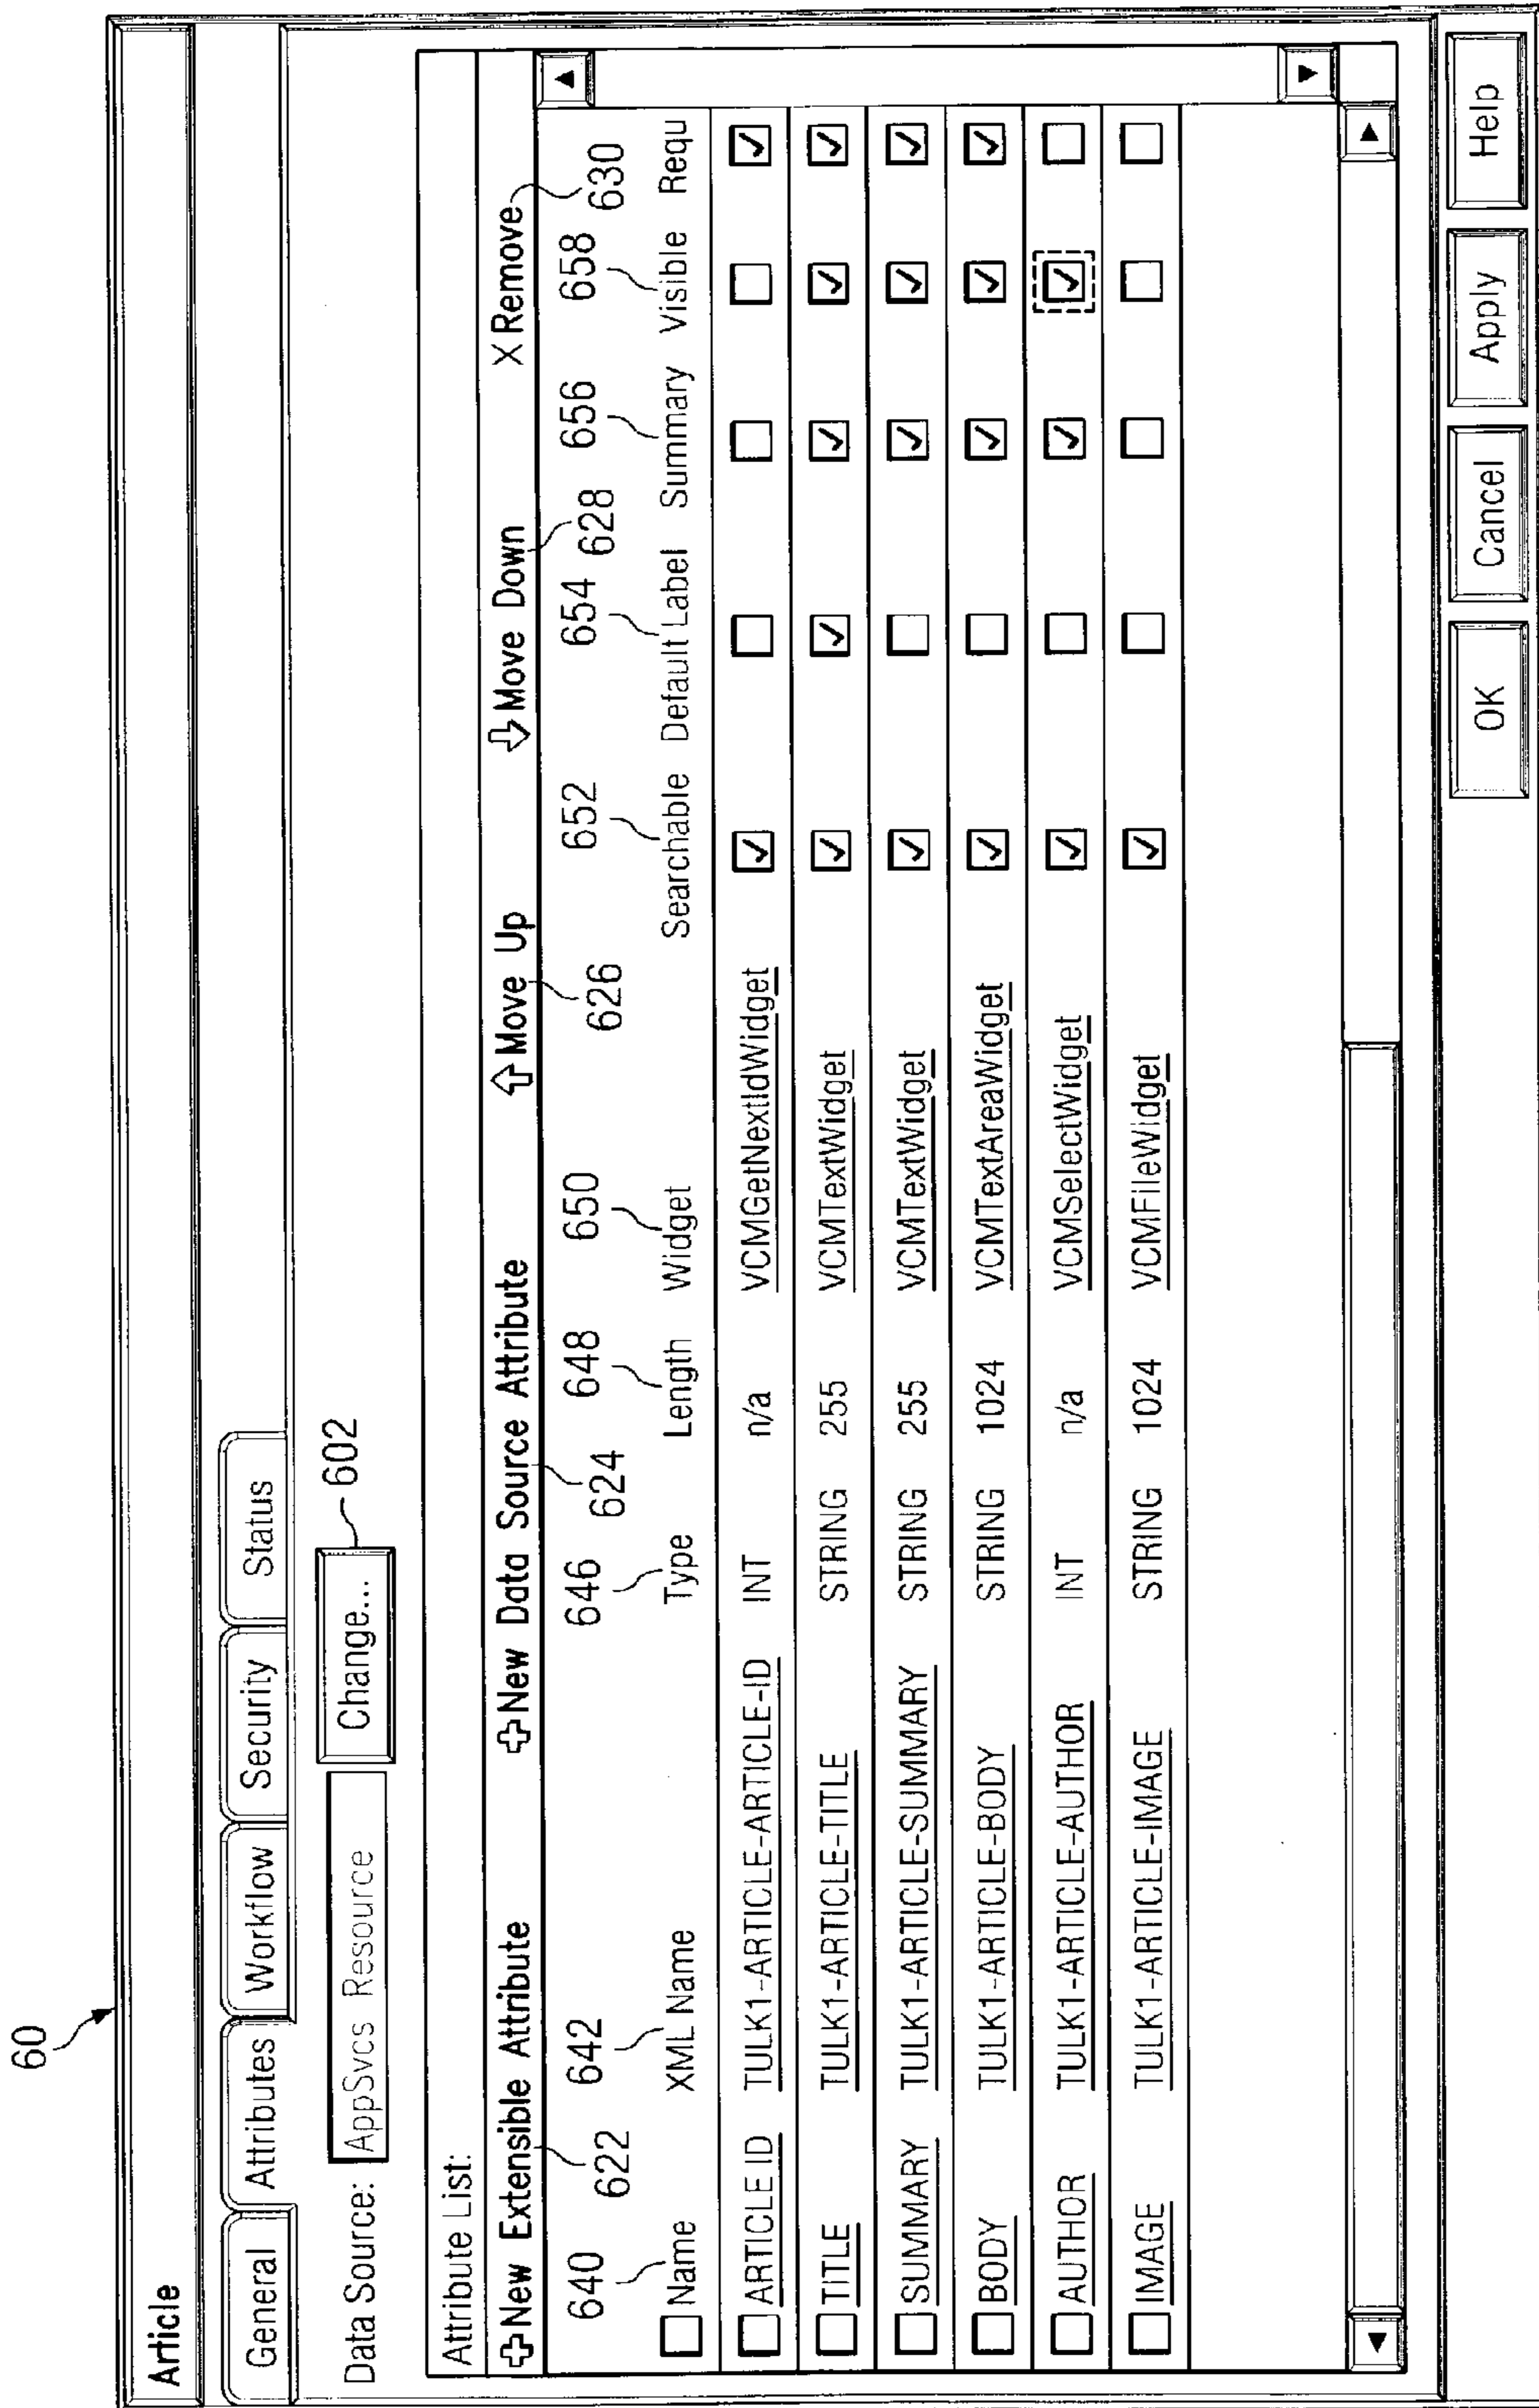 60
Article
General Attributes Workflow Security Status
Data Source: AppSvcs Resource Change... 602
Attribute List:
New Extensible Attribute New Data Source Attribute Move Up Move Down X Remove
640 622 642 646 624 648 650 626 652 654 628 656 658 630
Name XML Name Type Length Widget Searchable Default Label Summary Visible Requ
ARTICLE ID TULK1-ARTICLE-ARTICLE-ID INT n/a VCMGetNextIdWidget
TITLE TULK1-ARTICLE-TITLE STRING 255 VCMTextWidget
SUMMARY TULK1-ARTICLE-SUMMARY STRING 255 VCMTextWidget
BODY TULK1-ARTICLE-BODY STRING 1024 VCMTextAreaWidget
AUTHOR TULK1-ARTICLE-AUTHOR INT n/a VCMSelectWidget
IMAGE TULK1-ARTICLE-IMAGE STRING 1024 VCMFileWidget
OK Cancel Apply Help